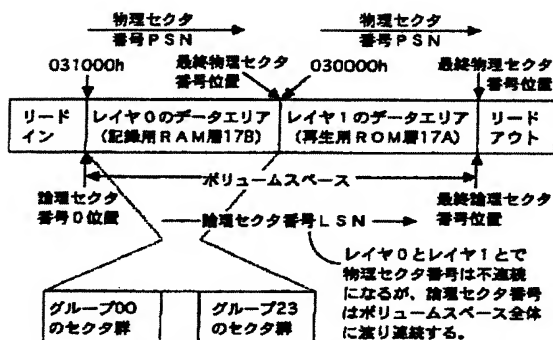 物理セクタ
番号PSN
物理セクタ
番号PSN
031000h
最終物理セクタ
番号位置
030000h
最終物理セクタ
番号位置
リード
イン
レイヤ0のデータエリア
(記録用RAM層17B)
レイヤ1のデータエリア
(再生用ROM層17A)
リード
アウト
論理セクタ
番号0位置
ボリュームスペース
最終論理セクタ
番号位置
論理セクタ番号LSN
レイヤ0とレイヤ1とで
物理セクタ番号は不連続
になるが、論理セクタ番号
はボリュームスペース全体
に渡り連続する。
グループ00
のセクタ群
グループ23
のセクタ群